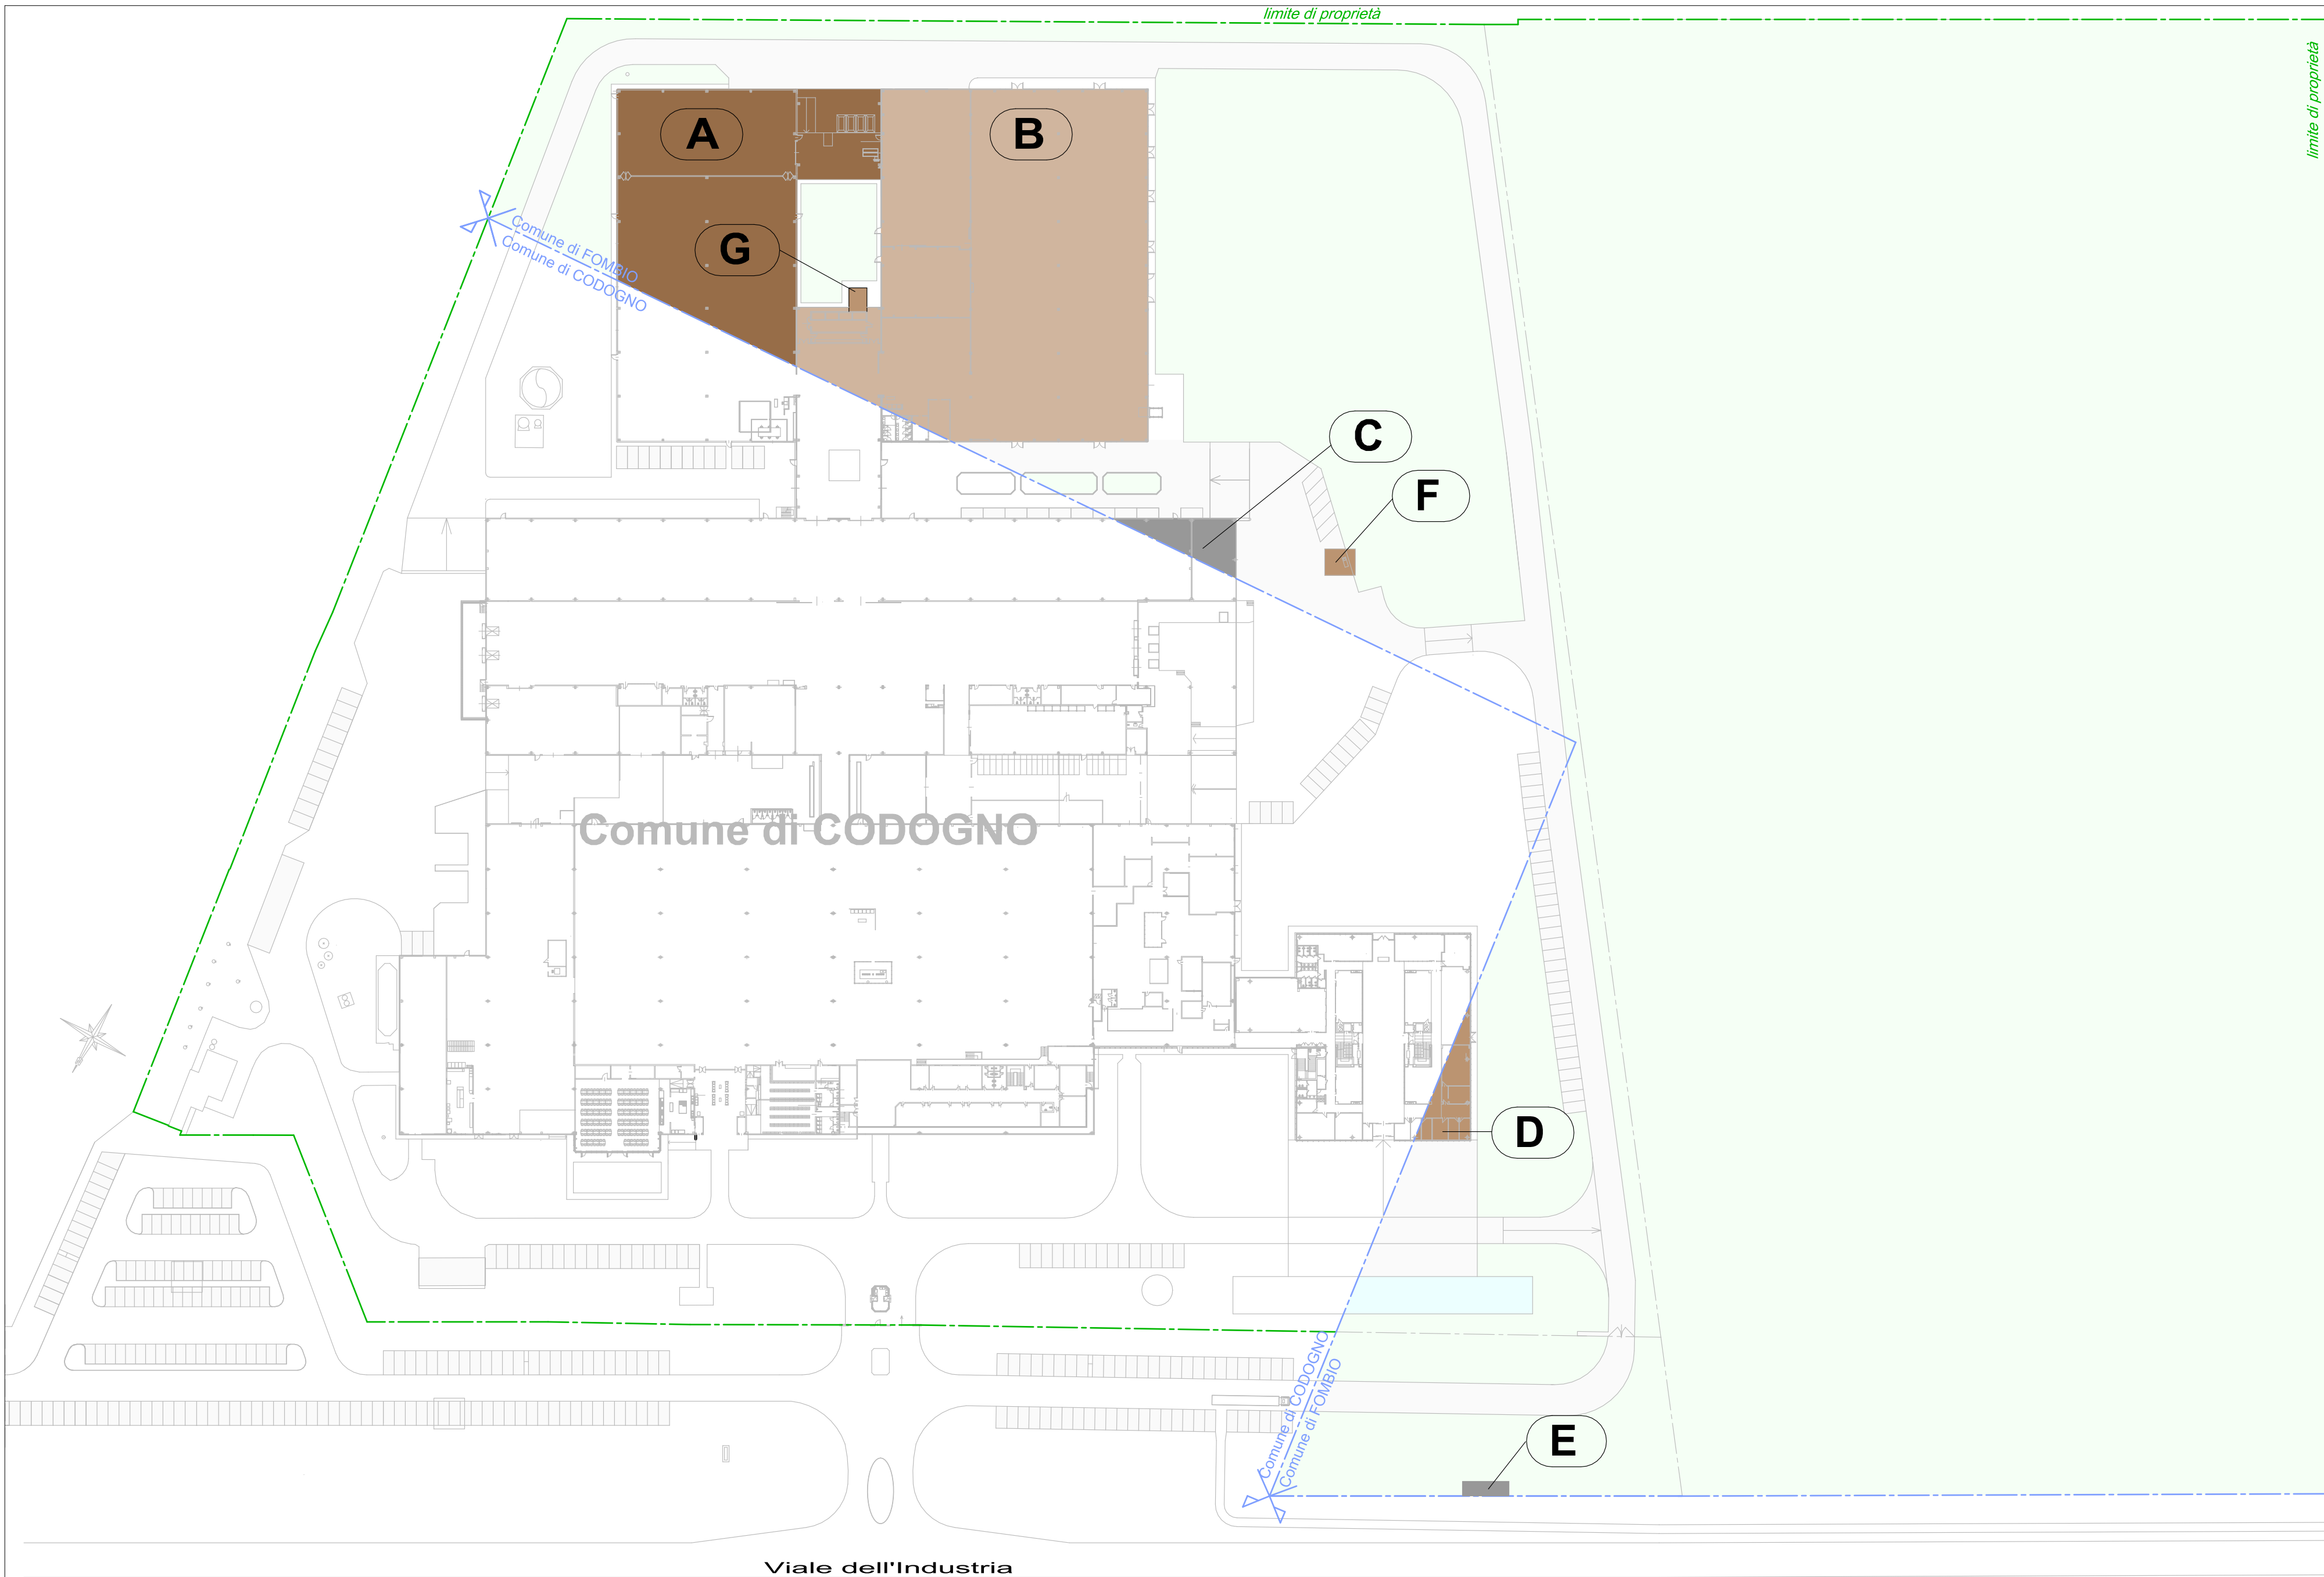 limite di proprietà
limite di proprietà
A
B
Comune di FOMBIO
Comune di CODOGNO
G
C
F
Comune di CODOGNO
D
Comune di CODOGNO
Comune di FOMBIO
E
Viale dell'Industria